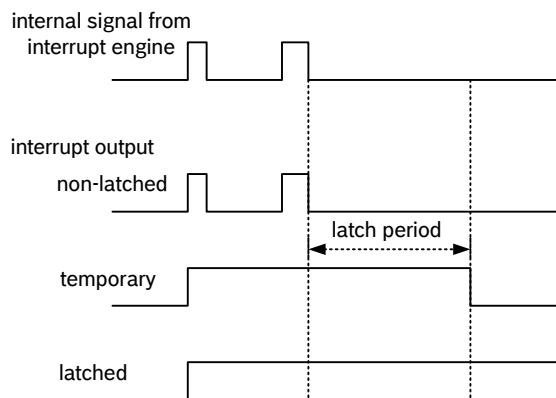 internal signal from
interrupt engine
interrupt output
non-latched
latch period
temporary
latched